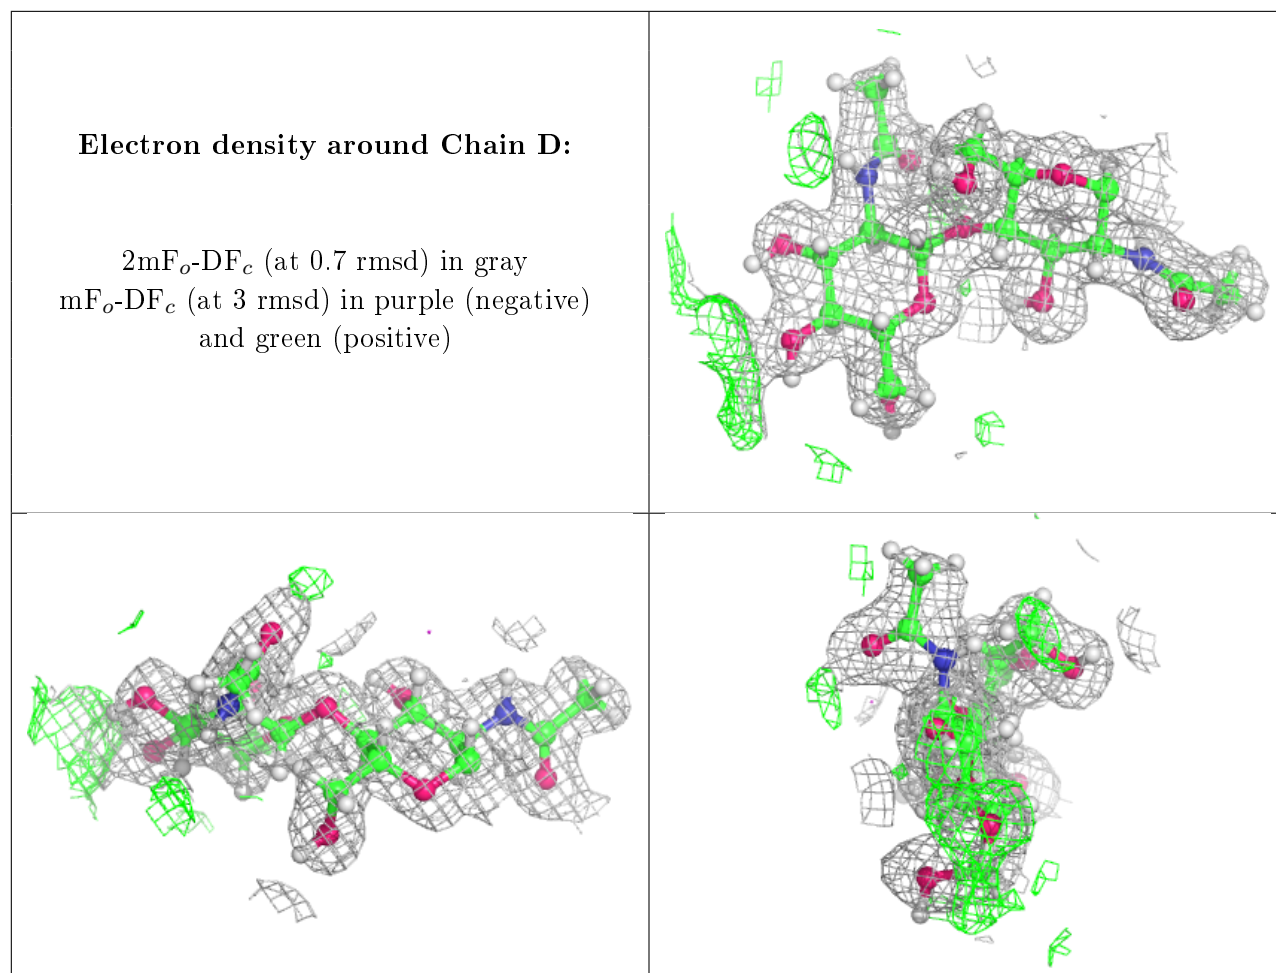 Electron density around Chain D:
2mFo-DFc (at 0.7 rmsd) in gray
mFo-DFc (at 3 rmsd) in purple (negative)
and green (positive)